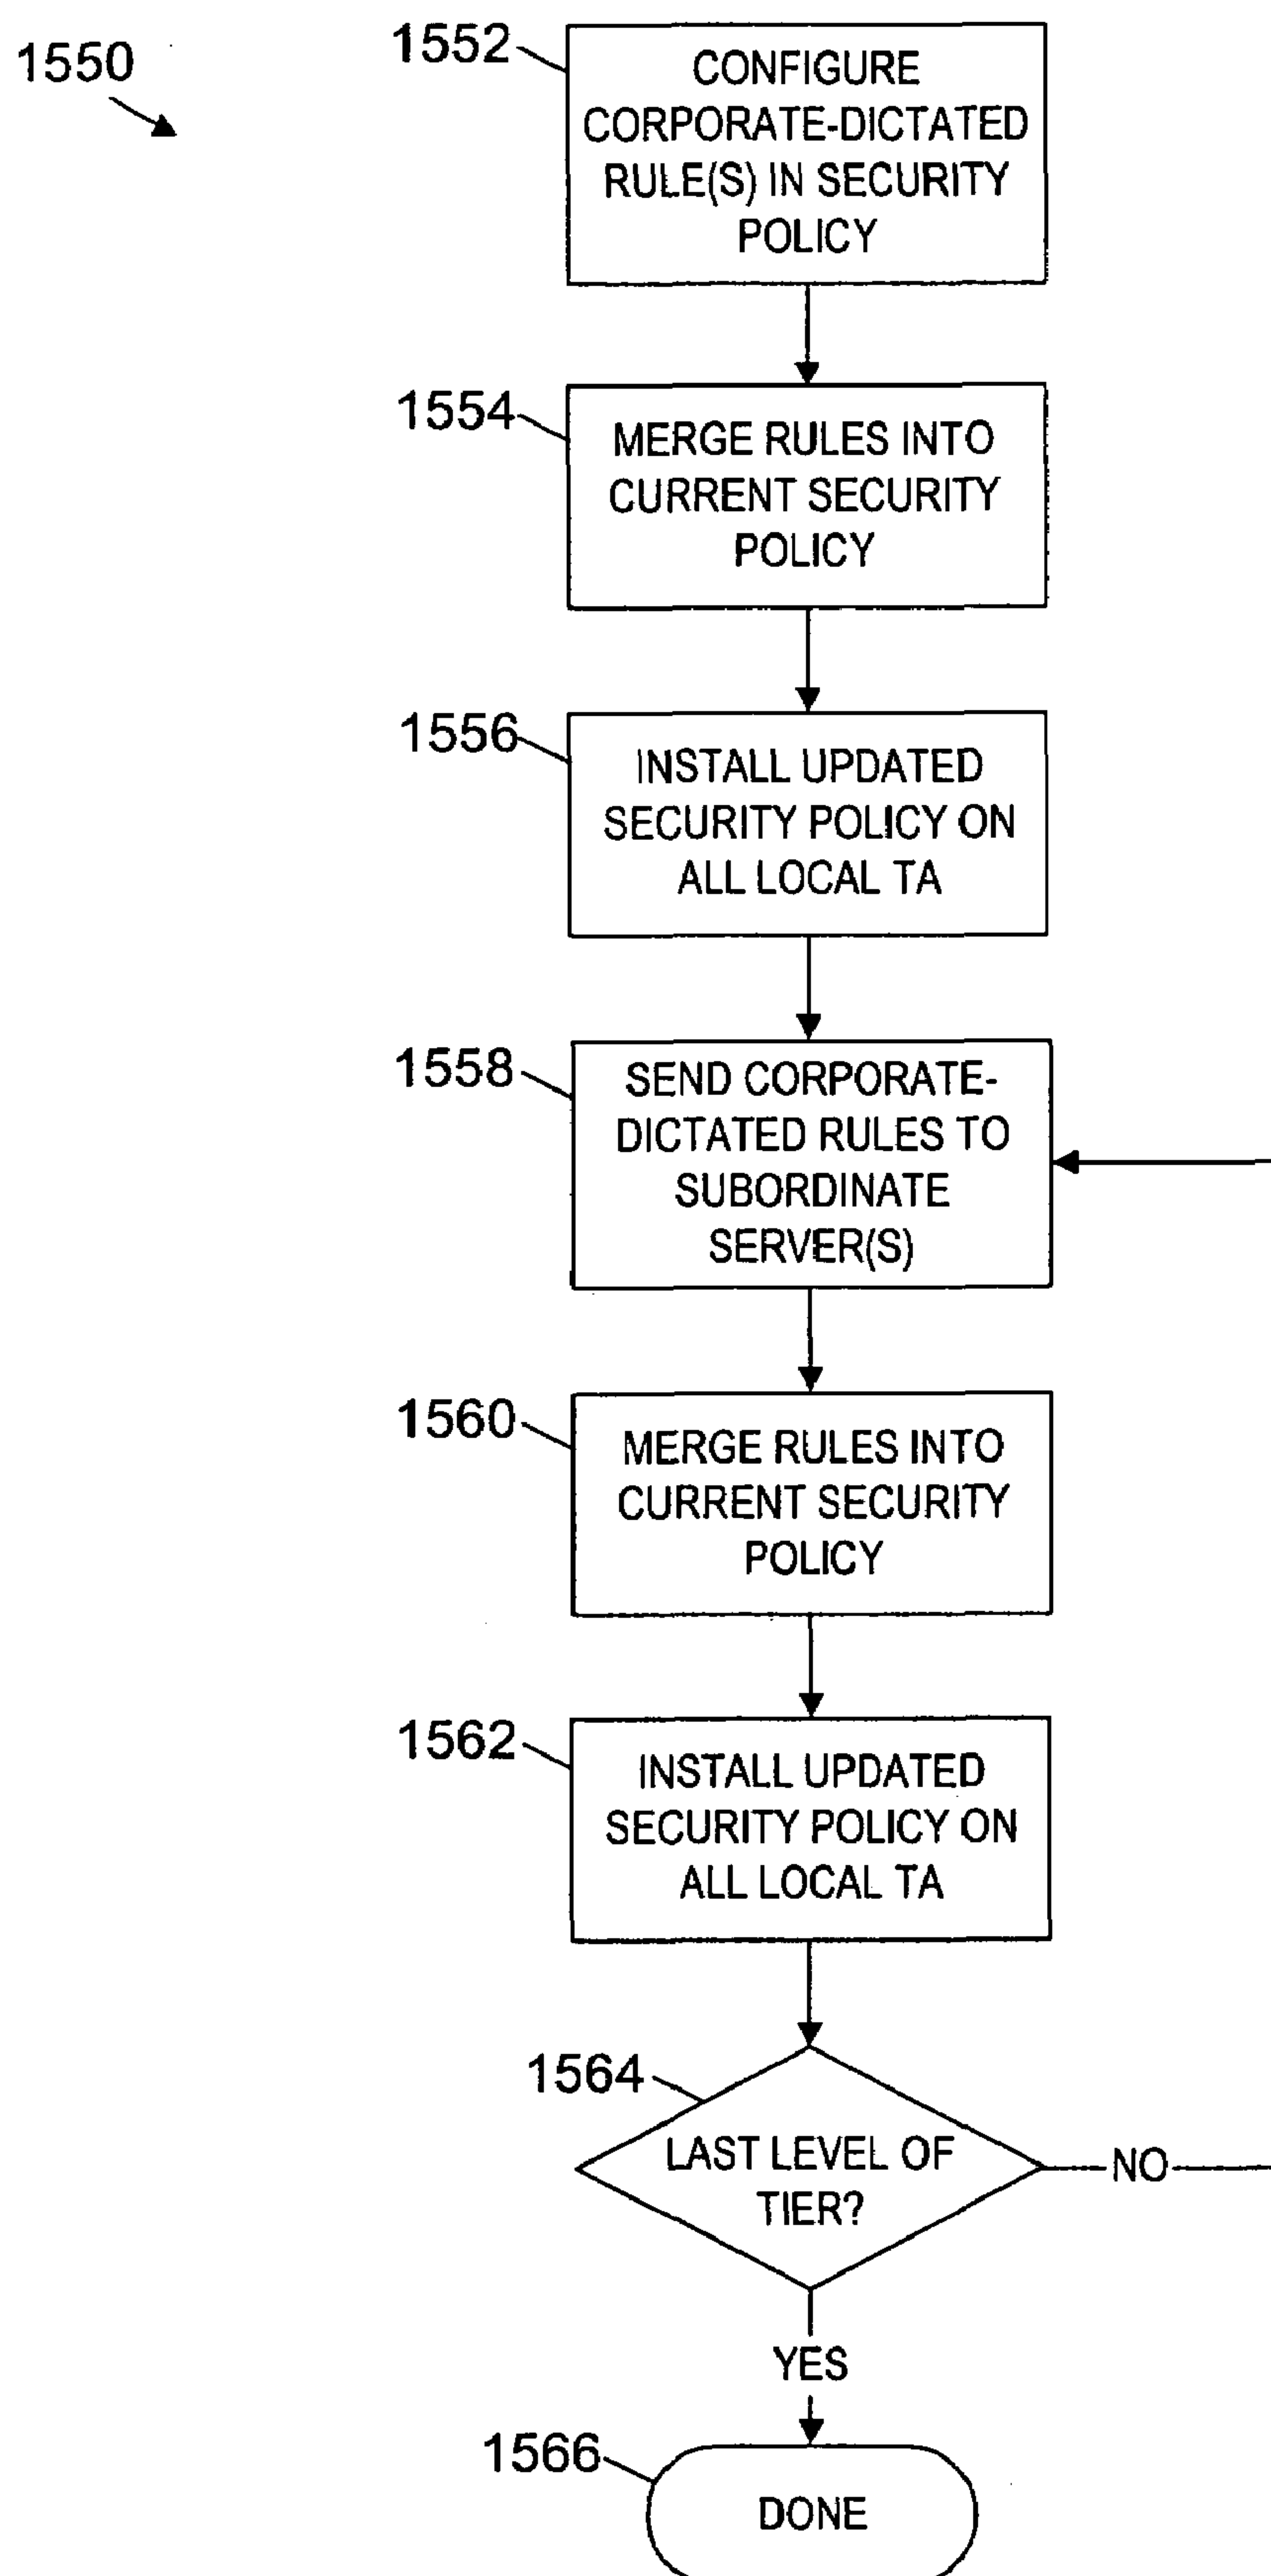 1550
1552
CONFIGURE
CORPORATE-DICTATED
RULE(S) IN SECURITY
POLICY
1554
MERGE RULES INTO
CURRENT SECURITY
POLICY
1556
INSTALL UPDATED
SECURITY POLICY ON
ALL LOCAL TA
1558
SEND CORPORATE-
DICTATED RULES TO
SUBORDINATE
SERVER(S)
1560
MERGE RULES INTO
CURRENT SECURITY
POLICY
1562
INSTALL UPDATED
SECURITY POLICY ON
ALL LOCAL TA
1564
LAST LEVEL OF
TIER?
NO
YES
1566
DONE